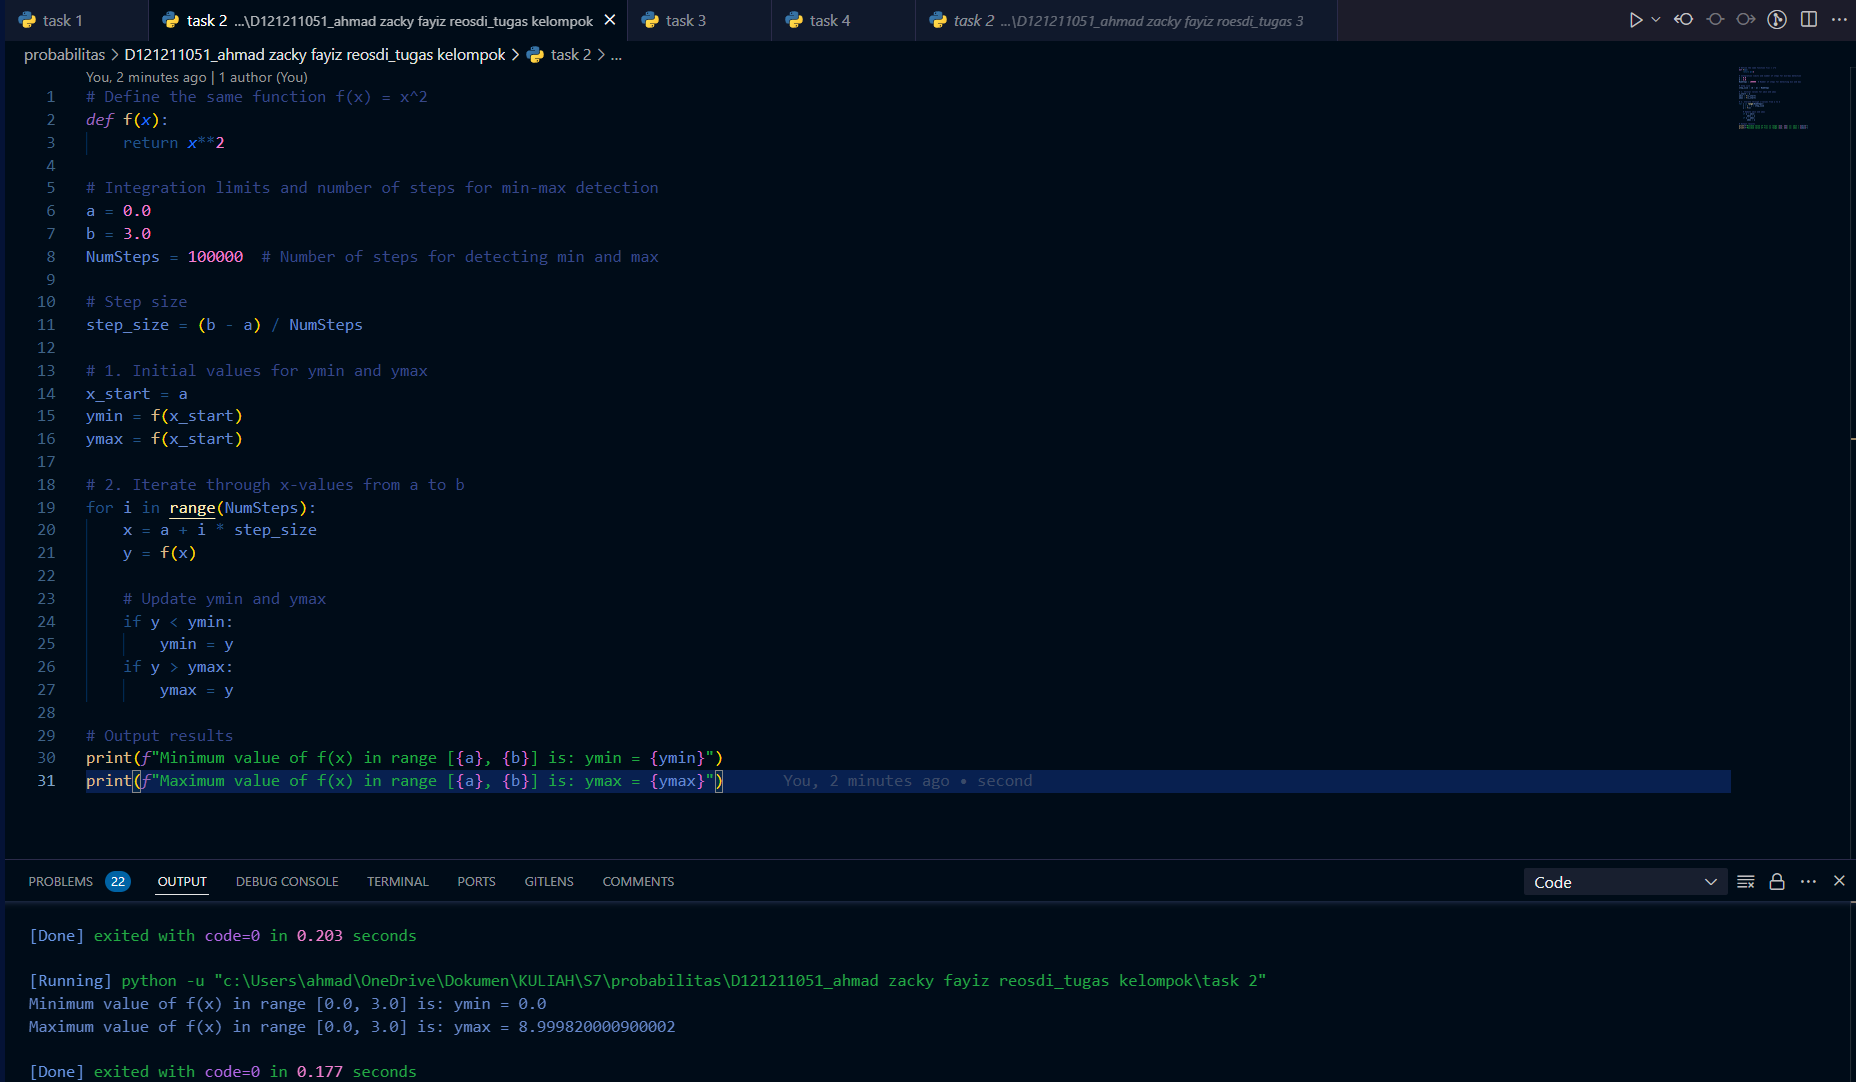 task 1
task 2 ...\D121211051_ahmad zacky fayiz reosdi_tugas kelompok
task 3
task 4
task 2 ...\D121211051_ahmad zacky fayiz roesdi_tugas 3
probabilitas > D121211051_ahmad zacky fayiz reosdi_tugas kelompok > task 2 > ...
You, 2 minutes ago | 1 author (You)
1 # Define the same function f(x) = x^2
2 def f(x):
3     return x**2
4
5 # Integration limits and number of steps for min-max detection
6 a = 0.0
7 b = 3.0
8 NumSteps = 100000  # Number of steps for detecting min and max
9
10 # Step size
11 step_size = (b - a) / NumSteps
12
13 # 1. Initial values for ymin and ymax
14 x_start = a
15 ymin = f(x_start)
16 ymax = f(x_start)
17
18 # 2. Iterate through x-values from a to b
19 for i in range(NumSteps):
20     x = a + i * step_size
21     y = f(x)
22
23     # Update ymin and ymax
24     if y < ymin:
25         ymin = y
26     if y > ymax:
27         ymax = y
28
29 # Output results
30 print(f"Minimum value of f(x) in range [{a}, {b}] is: ymin = {ymin}")
31 print(f"Maximum value of f(x) in range [{a}, {b}] is: ymax = {ymax}") You, 2 minutes ago • second
PROBLEMS 22 OUTPUT DEBUG CONSOLE TERMINAL PORTS GITLENS COMMENTS Code
[Done] exited with code=0 in 0.203 seconds
[Running] python -u "c:\Users\ahmad\OneDrive\Dokumen\KULIAH\S7\probabilitas\D121211051_ahmad zacky fayiz reosdi_tugas kelompok\task 2"
Minimum value of f(x) in range [0.0, 3.0] is: ymin = 0.0
Maximum value of f(x) in range [0.0, 3.0] is: ymax = 8.999820000900002
[Done] exited with code=0 in 0.177 seconds